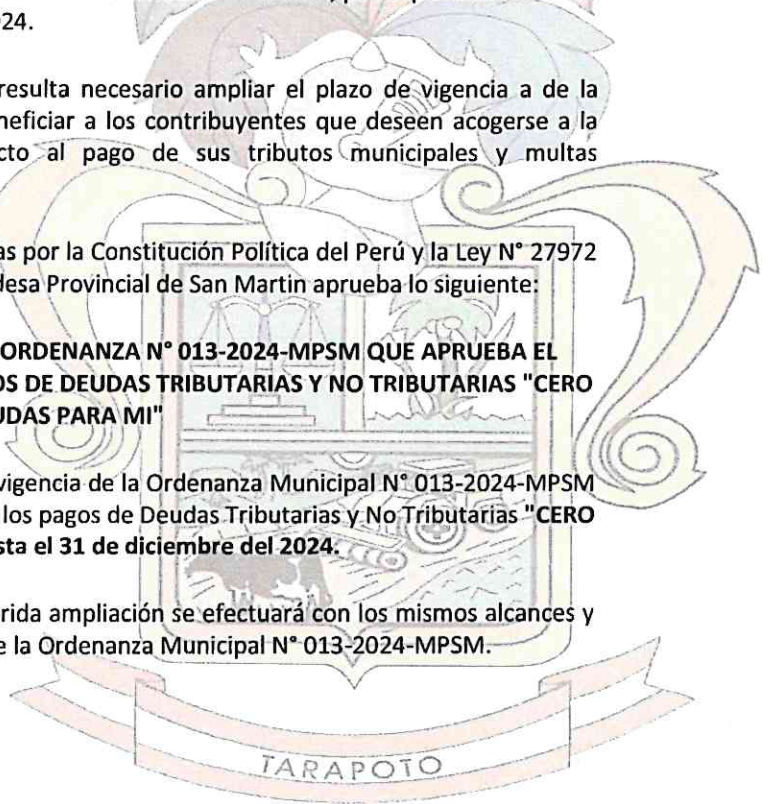 024.
resulta necesario ampliar el plazo de vigencia a de la
neficiar a los contribuyentes que deseen acogerse a la
cto al pago de sus tributos municipales y multas
as por la Constitución Política del Perú y la Ley N° 27972
desa Provincial de San Martin aprueba lo siguiente:
ORDENANZA N° 013-2024-MPSM QUE APRUEBA EL
OS DE DEUDAS TRIBUTARIAS Y NO TRIBUTARIAS "CERO
UDAS PARA MI"
vigencia de la Ordenanza Municipal N° 013-2024-MPSM
los pagos de Deudas Tributarias y No Tributarias "CERO
sta el 31 de diciembre del 2024.
rida ampliación se efectuará con los mismos alcances y
e la Ordenanza Municipal N° 013-2024-MPSM.
TARAPOTO